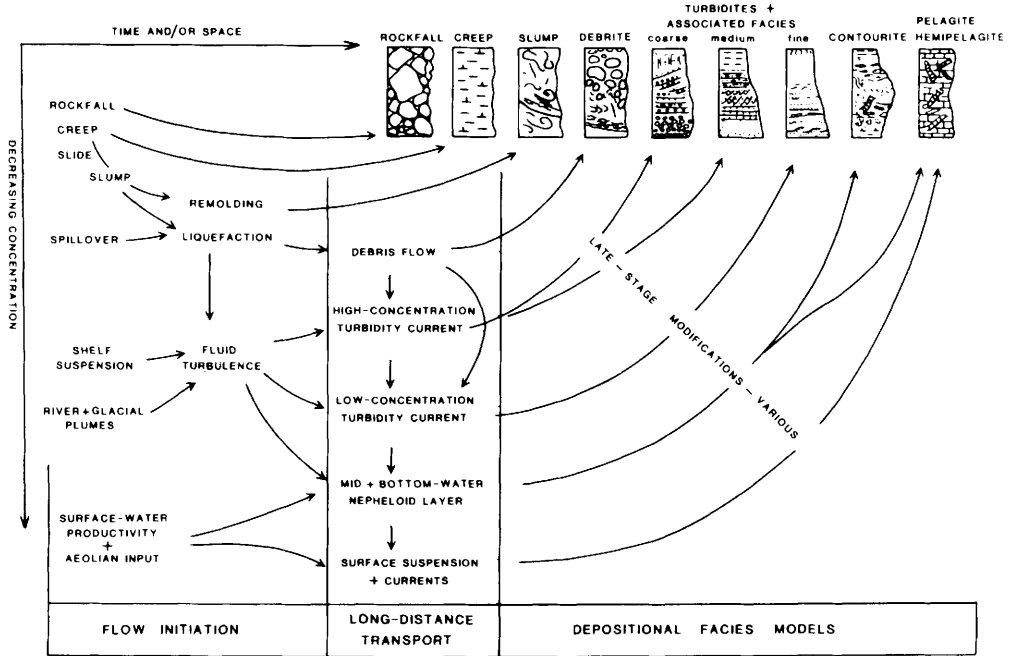 TIME AND/OR SPACE
DECREASING CONCENTRATION
TURBIDITES +
ASSOCIATED FACIES
PELAGITE
HEMIPELAGITE
ROCKFALL
CREEP
SLUMP
DEBRITE
coarse
medium
fine
CONTOURITE
ROCKFALL
CREEP
SLIDE
SLUMP
REMOLDING
SPILLOVER
LIQUEFACTION
DEBRIS FLOW
HIGH-CONCENTRATION
TURBIDITY CURRENT
SHELF
SUSPENSION
FLUID
TURBULENCE
RIVER + GLACIAL
PLUMES
LOW-CONCENTRATION
TURBIDITY CURRENT
MID + BOTTOM-WATER
NEPHELOID LAYER
SURFACE-WATER
PRODUCTIVITY
+
AEOLIAN INPUT
SURFACE SUSPENSION
+ CURRENTS
LATE – STAGE MODIFICATIONS – VARIOUS
FLOW INITIATION
LONG-DISTANCE
TRANSPORT
DEPOSITIONAL FACIES MODELS